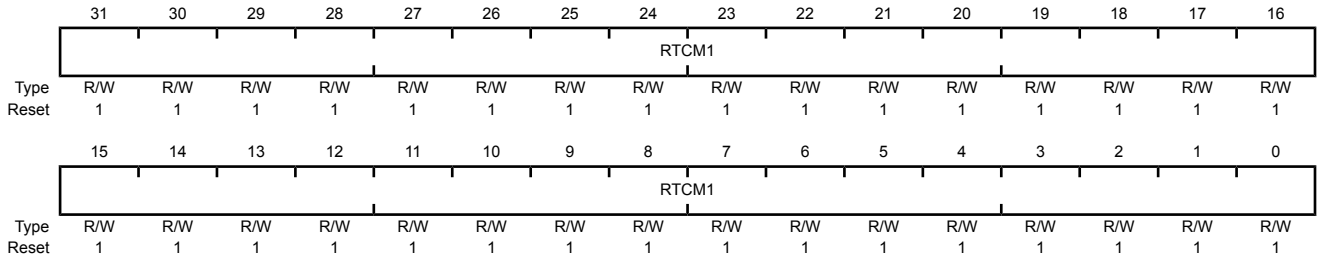 31 30 29 28 27 26 25 24 23 22 21 20 19 18 17 16
RTCM1
Type R/W R/W R/W R/W R/W R/W R/W R/W R/W R/W R/W R/W R/W R/W R/W R/W
Reset 1 1 1 1 1 1 1 1 1 1 1 1 1 1 1 1
15 14 13 12 11 10 9 8 7 6 5 4 3 2 1 0
RTCM1
Type R/W R/W R/W R/W R/W R/W R/W R/W R/W R/W R/W R/W R/W R/W R/W R/W
Reset 1 1 1 1 1 1 1 1 1 1 1 1 1 1 1 1